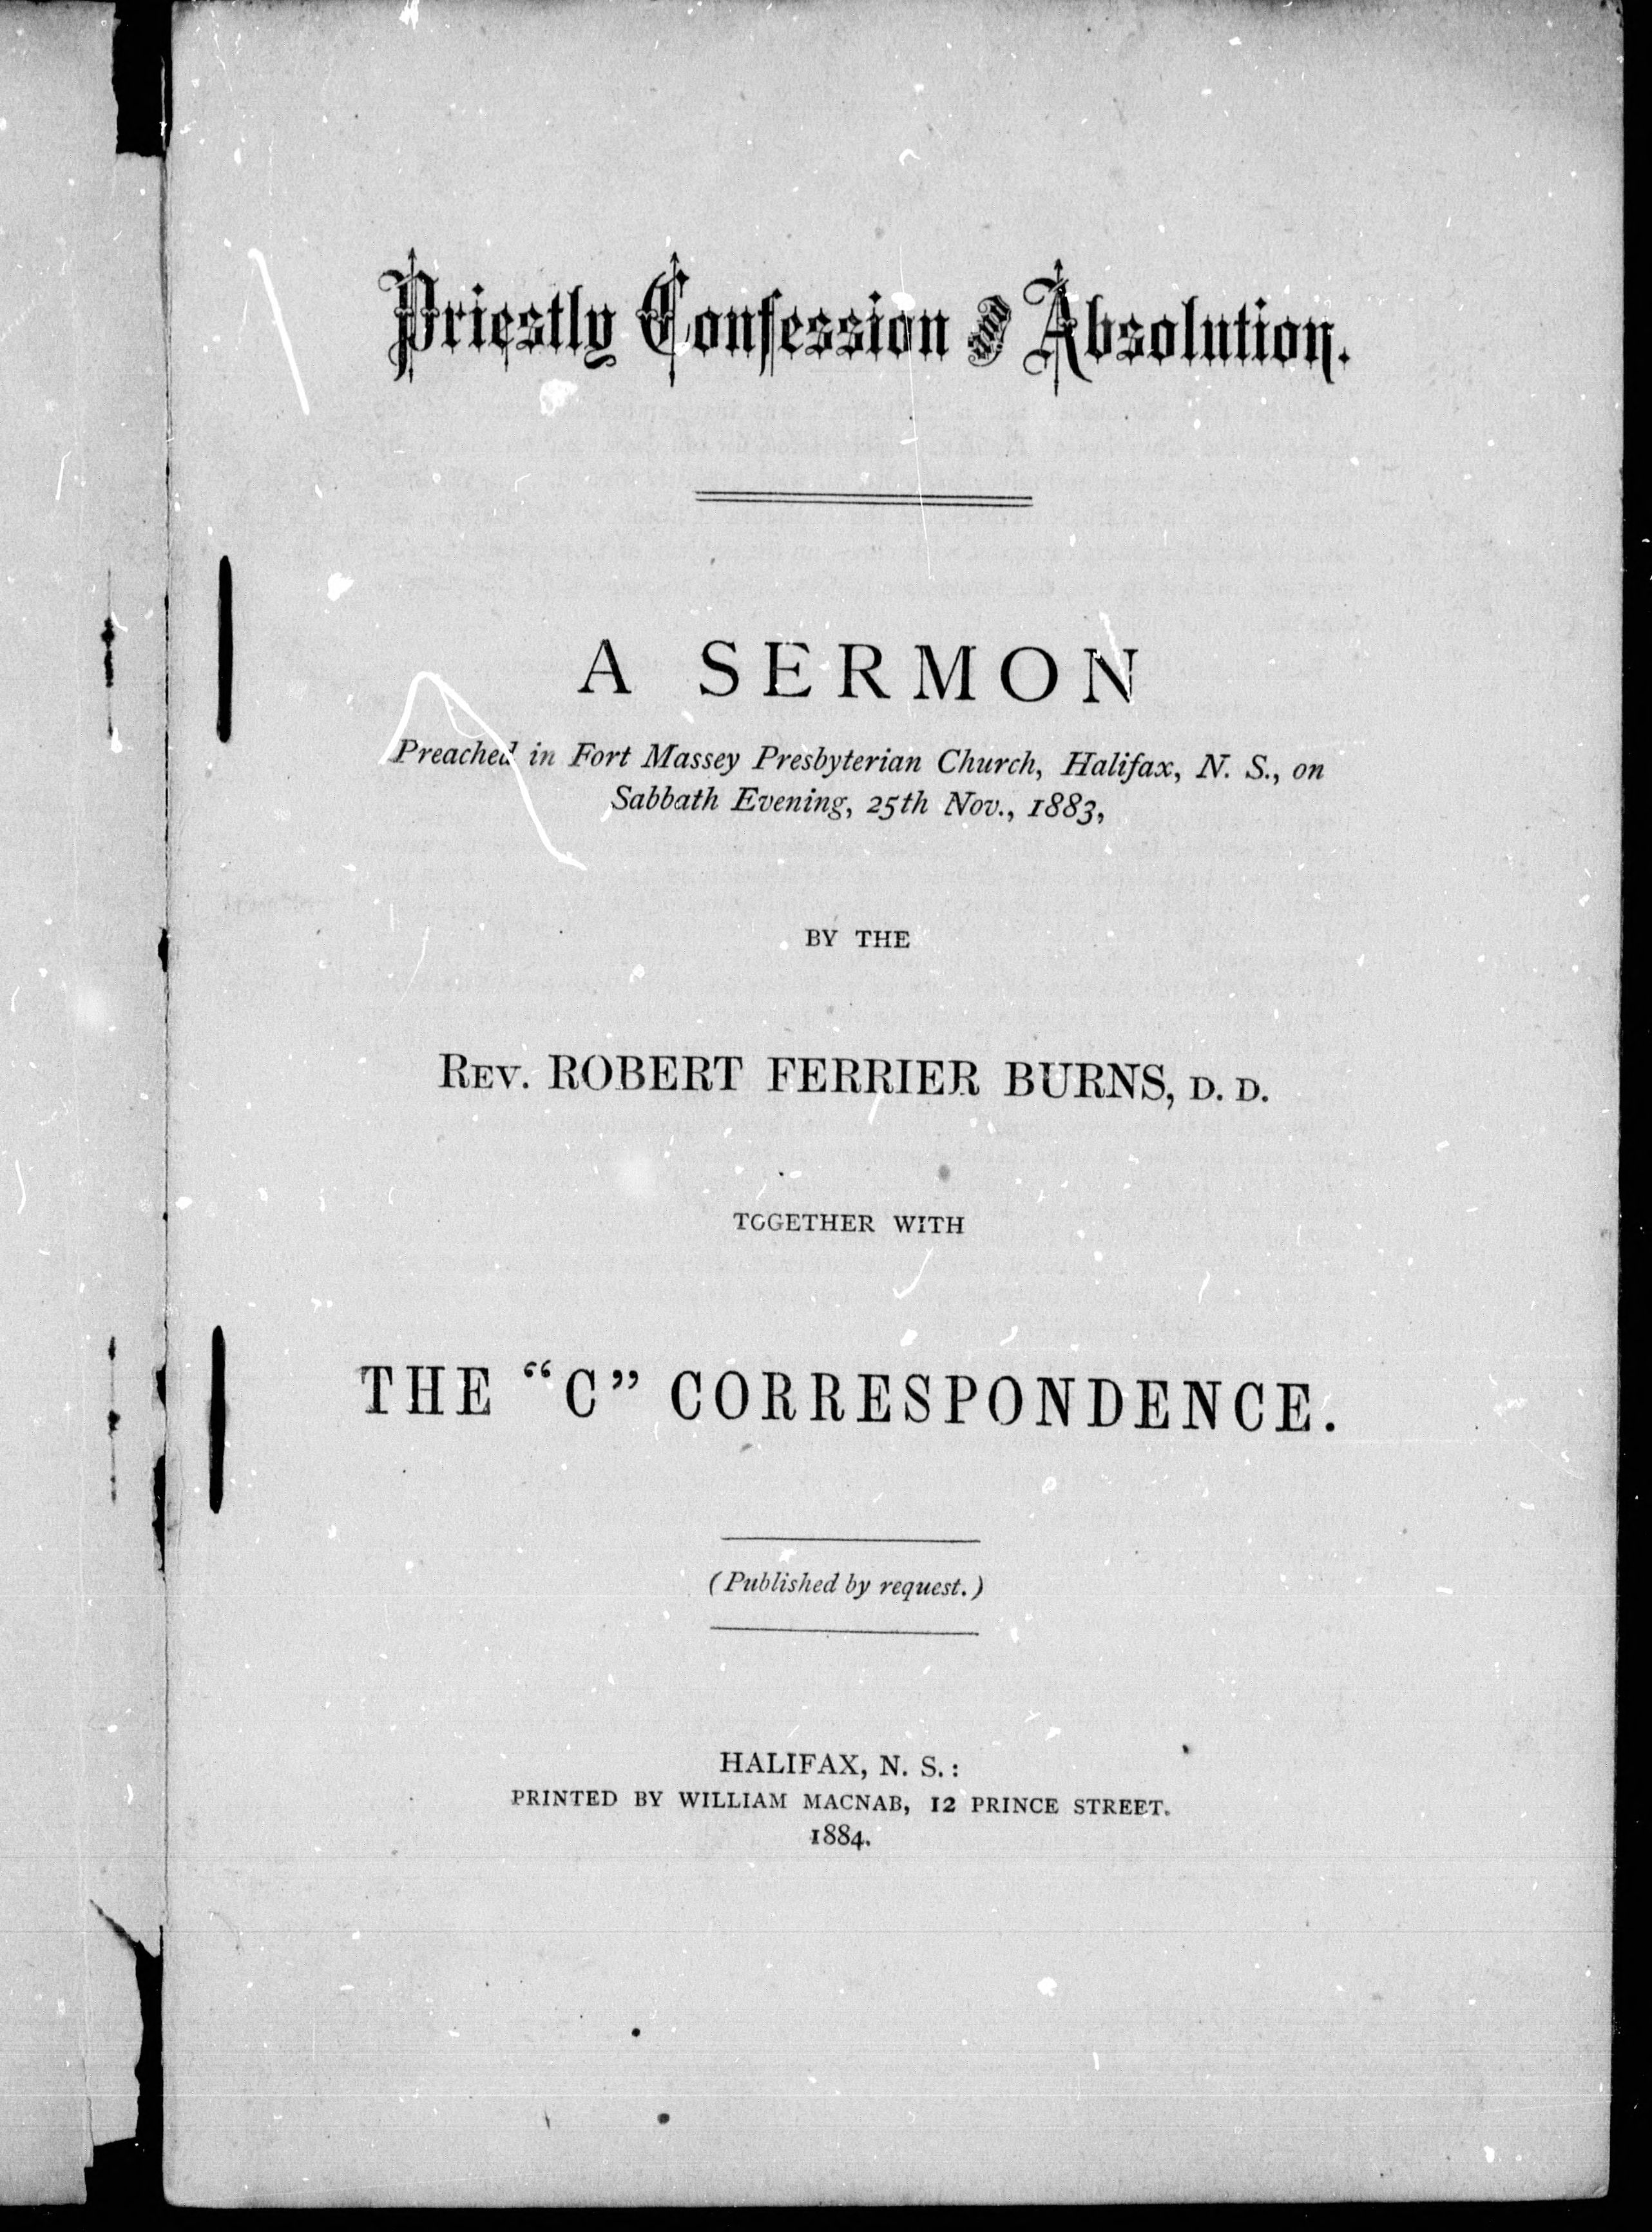 Priestly Confession & Absolution.
A SERMON
Preached in Fort Massey Presbyterian Church, Halifax, N. S., on
Sabbath Evening, 25th Nov., 1883,
BY THE
REV. ROBERT FERRIER BURNS, D. D.
TOGETHER WITH
THE “C” CORRESPONDENCE.
(Published by request.)
HALIFAX, N. S.:
PRINTED BY WILLIAM MACNAB, 12 PRINCE STREET.
1884.